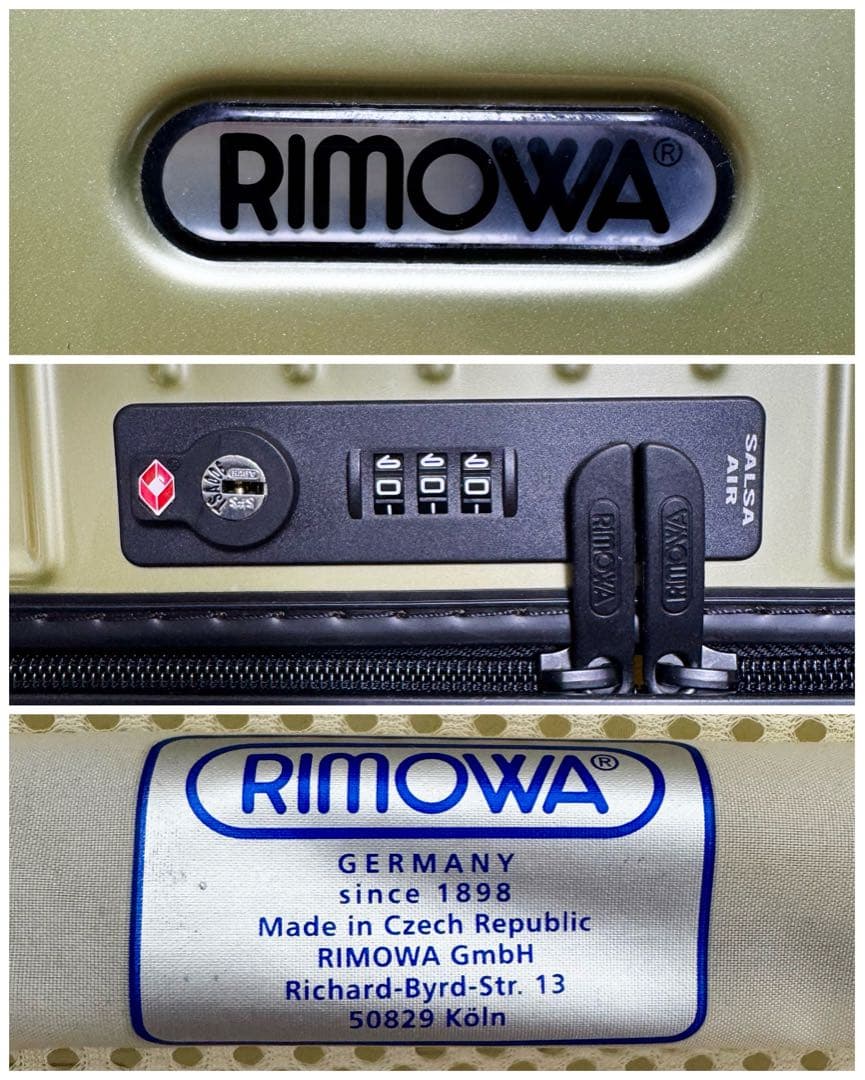 RIMOWA®
000
SALSA
AIR
RIMOWA
RIMOWA
RIMOWA®
GERMANY
since 1898
Made in Czech Republic
RIMOWA GmbH
Richard-Byrd-Str. 13
50829 Köln